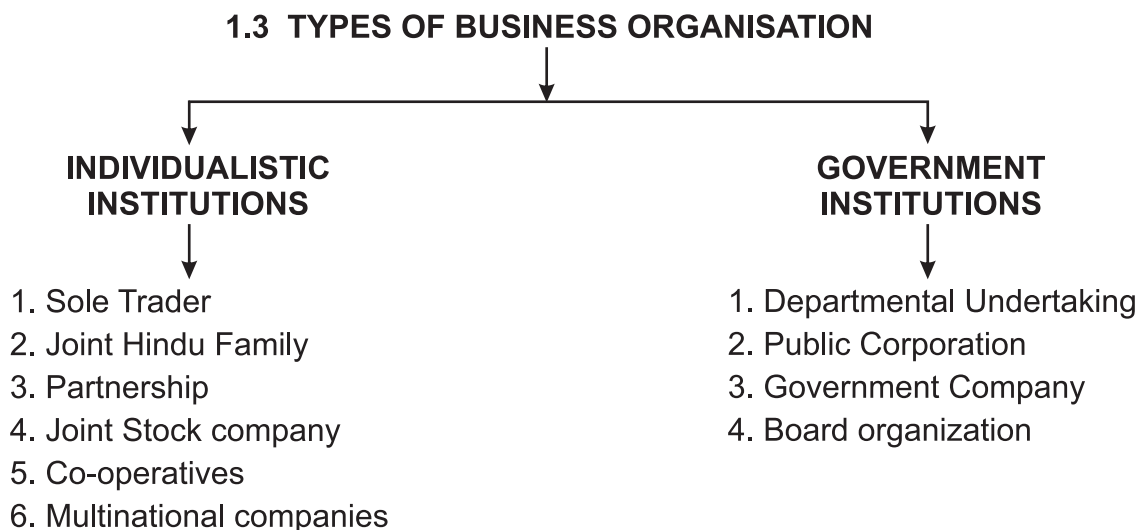 1.3 TYPES OF BUSINESS ORGANISATION
INDIVIDUALISTIC
INSTITUTIONS
1. Sole Trader
2. Joint Hindu Family
3. Partnership
4. Joint Stock company
5. Co-operatives
6. Multinational companies
GOVERNMENT
INSTITUTIONS
1. Departmental Undertaking
2. Public Corporation
3. Government Company
4. Board organization